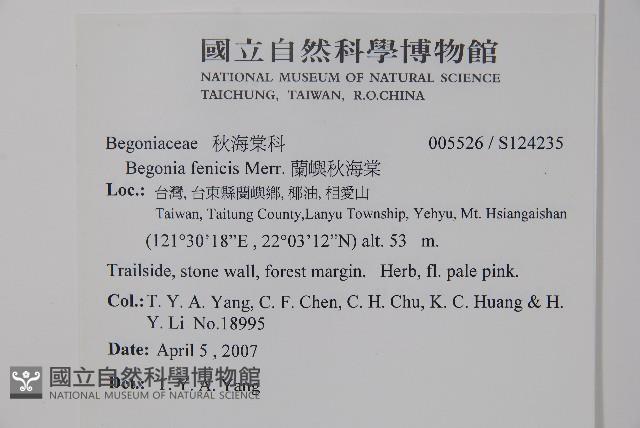 國立自然科學博物館
NATIONAL MUSEUM OF NATURAL SCIENCE
TAICHUNG, TAIWAN, R.O.CHINA
Begoniaceae 秋海棠科 005526 / S124235
Begonia fenicis Merr. 蘭嶼秋海棠
Loc.: 台灣, 台東縣蘭嶼鄉, 椰油, 相愛山
Taiwan, Taitung County,Lanyu Township, Yehyu, Mt. Hsiangaishan
(121°30'18"E , 22°03'12"N) alt. 53 m.
Trailside, stone wall, forest margin. Herb, fl. pale pink.
Col.: T. Y. A. Yang, C. F. Chen, C. H. Chu, K. C. Huang & H.
Y. Li No.18995
Date: April 5 , 2007
Det.: T. Y. A. Yang
國立自然科學博物館
NATIONAL MUSEUM OF NATURAL SCIENCE